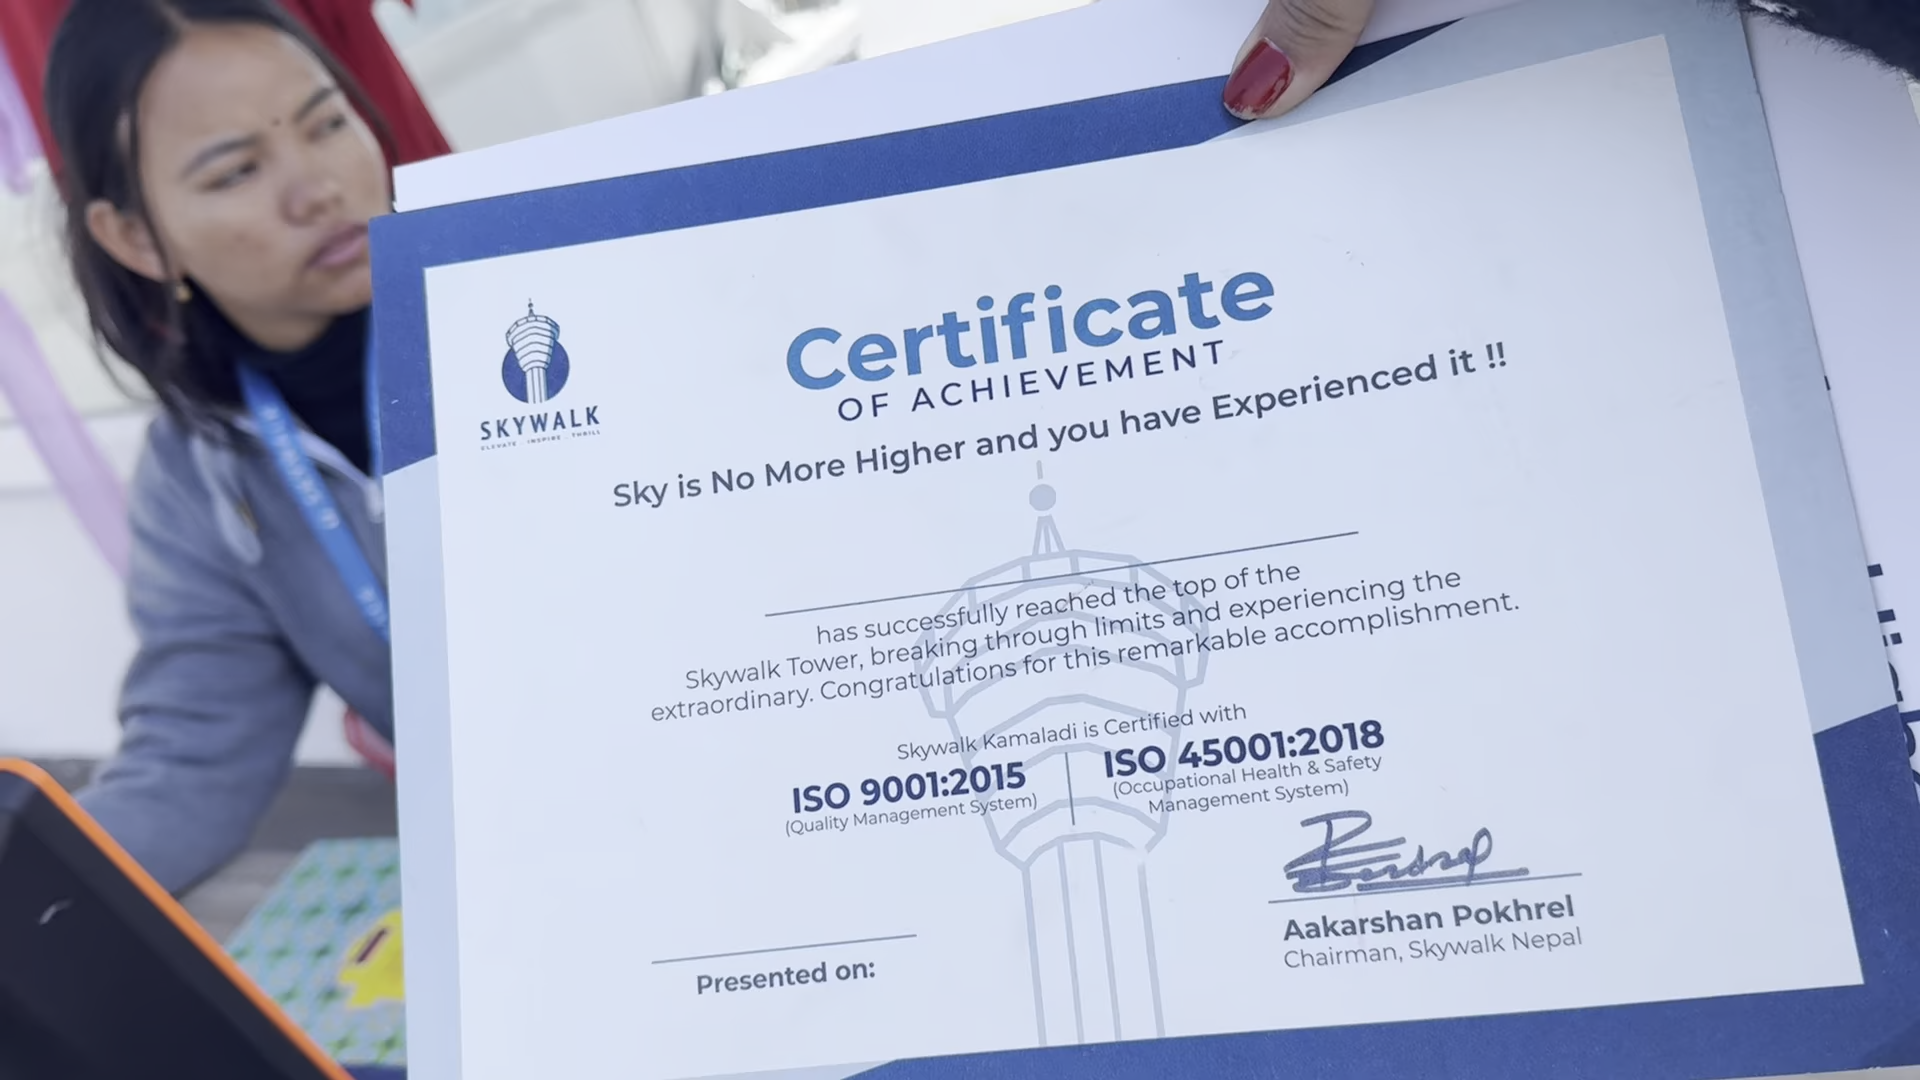 SKYWALK
ELEVATE . INSPIRE . THRILL
Certificate
OF ACHIEVEMENT
Sky is No More Higher and you have Experienced it !!
has successfully reached the top of the
Skywalk Tower, breaking through limits and experiencing the
extraordinary. Congratulations for this remarkable accomplishment.
Skywalk Kamaladi is Certified with
ISO 9001:2015
(Quality Management System)
ISO 45001:2018
(Occupational Health & Safety
Management System)
Aakarshan Pokhrel
Chairman, Skywalk Nepal
Presented on: